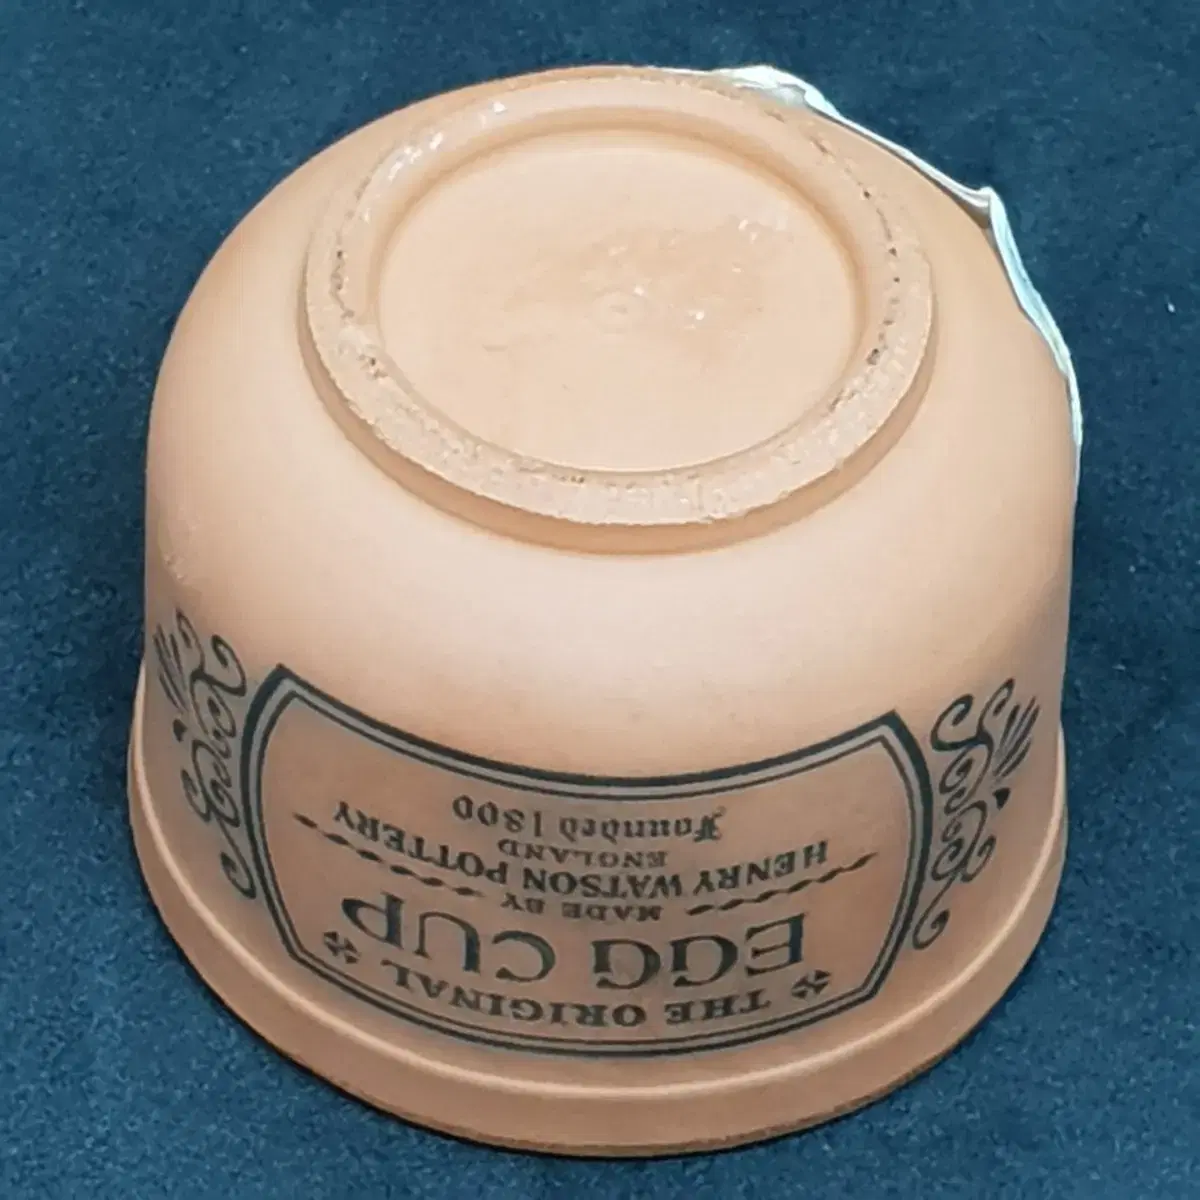 THE ORIGINAL
EGG CUP
MADE BY
HENRY WATSON POTTERY
ENGLAND
Founded 1800